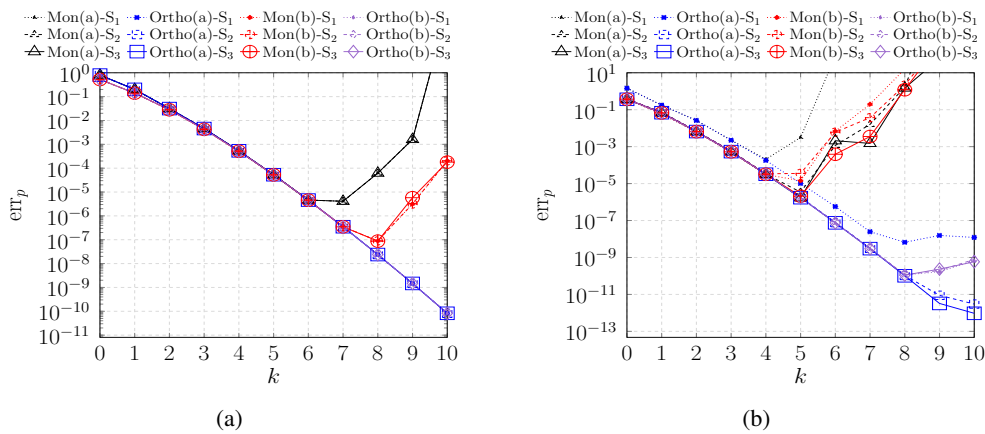 Mon(a)-S1 Ortho(a)-S1 Mon(b)-S1 Ortho(b)-S1
Mon(a)-S2 Ortho(a)-S2 Mon(b)-S2 Ortho(b)-S2
Mon(a)-S3 Ortho(a)-S3 Mon(b)-S3 Ortho(b)-S3
10^0
10^-1
10^-2
10^-3
10^-4
10^-5
10^-6
10^-7
10^-8
10^-9
10^-10
10^-11
err_p
0 1 2 3 4 5 6 7 8 9 10
k
(a)
Mon(a)-S1 Ortho(a)-S1 Mon(b)-S1 Ortho(b)-S1
Mon(a)-S2 Ortho(a)-S2 Mon(b)-S2 Ortho(b)-S2
Mon(a)-S3 Ortho(a)-S3 Mon(b)-S3 Ortho(b)-S3
10^1
10^-1
10^-3
10^-5
10^-7
10^-9
10^-11
10^-13
err_p
0 1 2 3 4 5 6 7 8 9 10
k
(b)